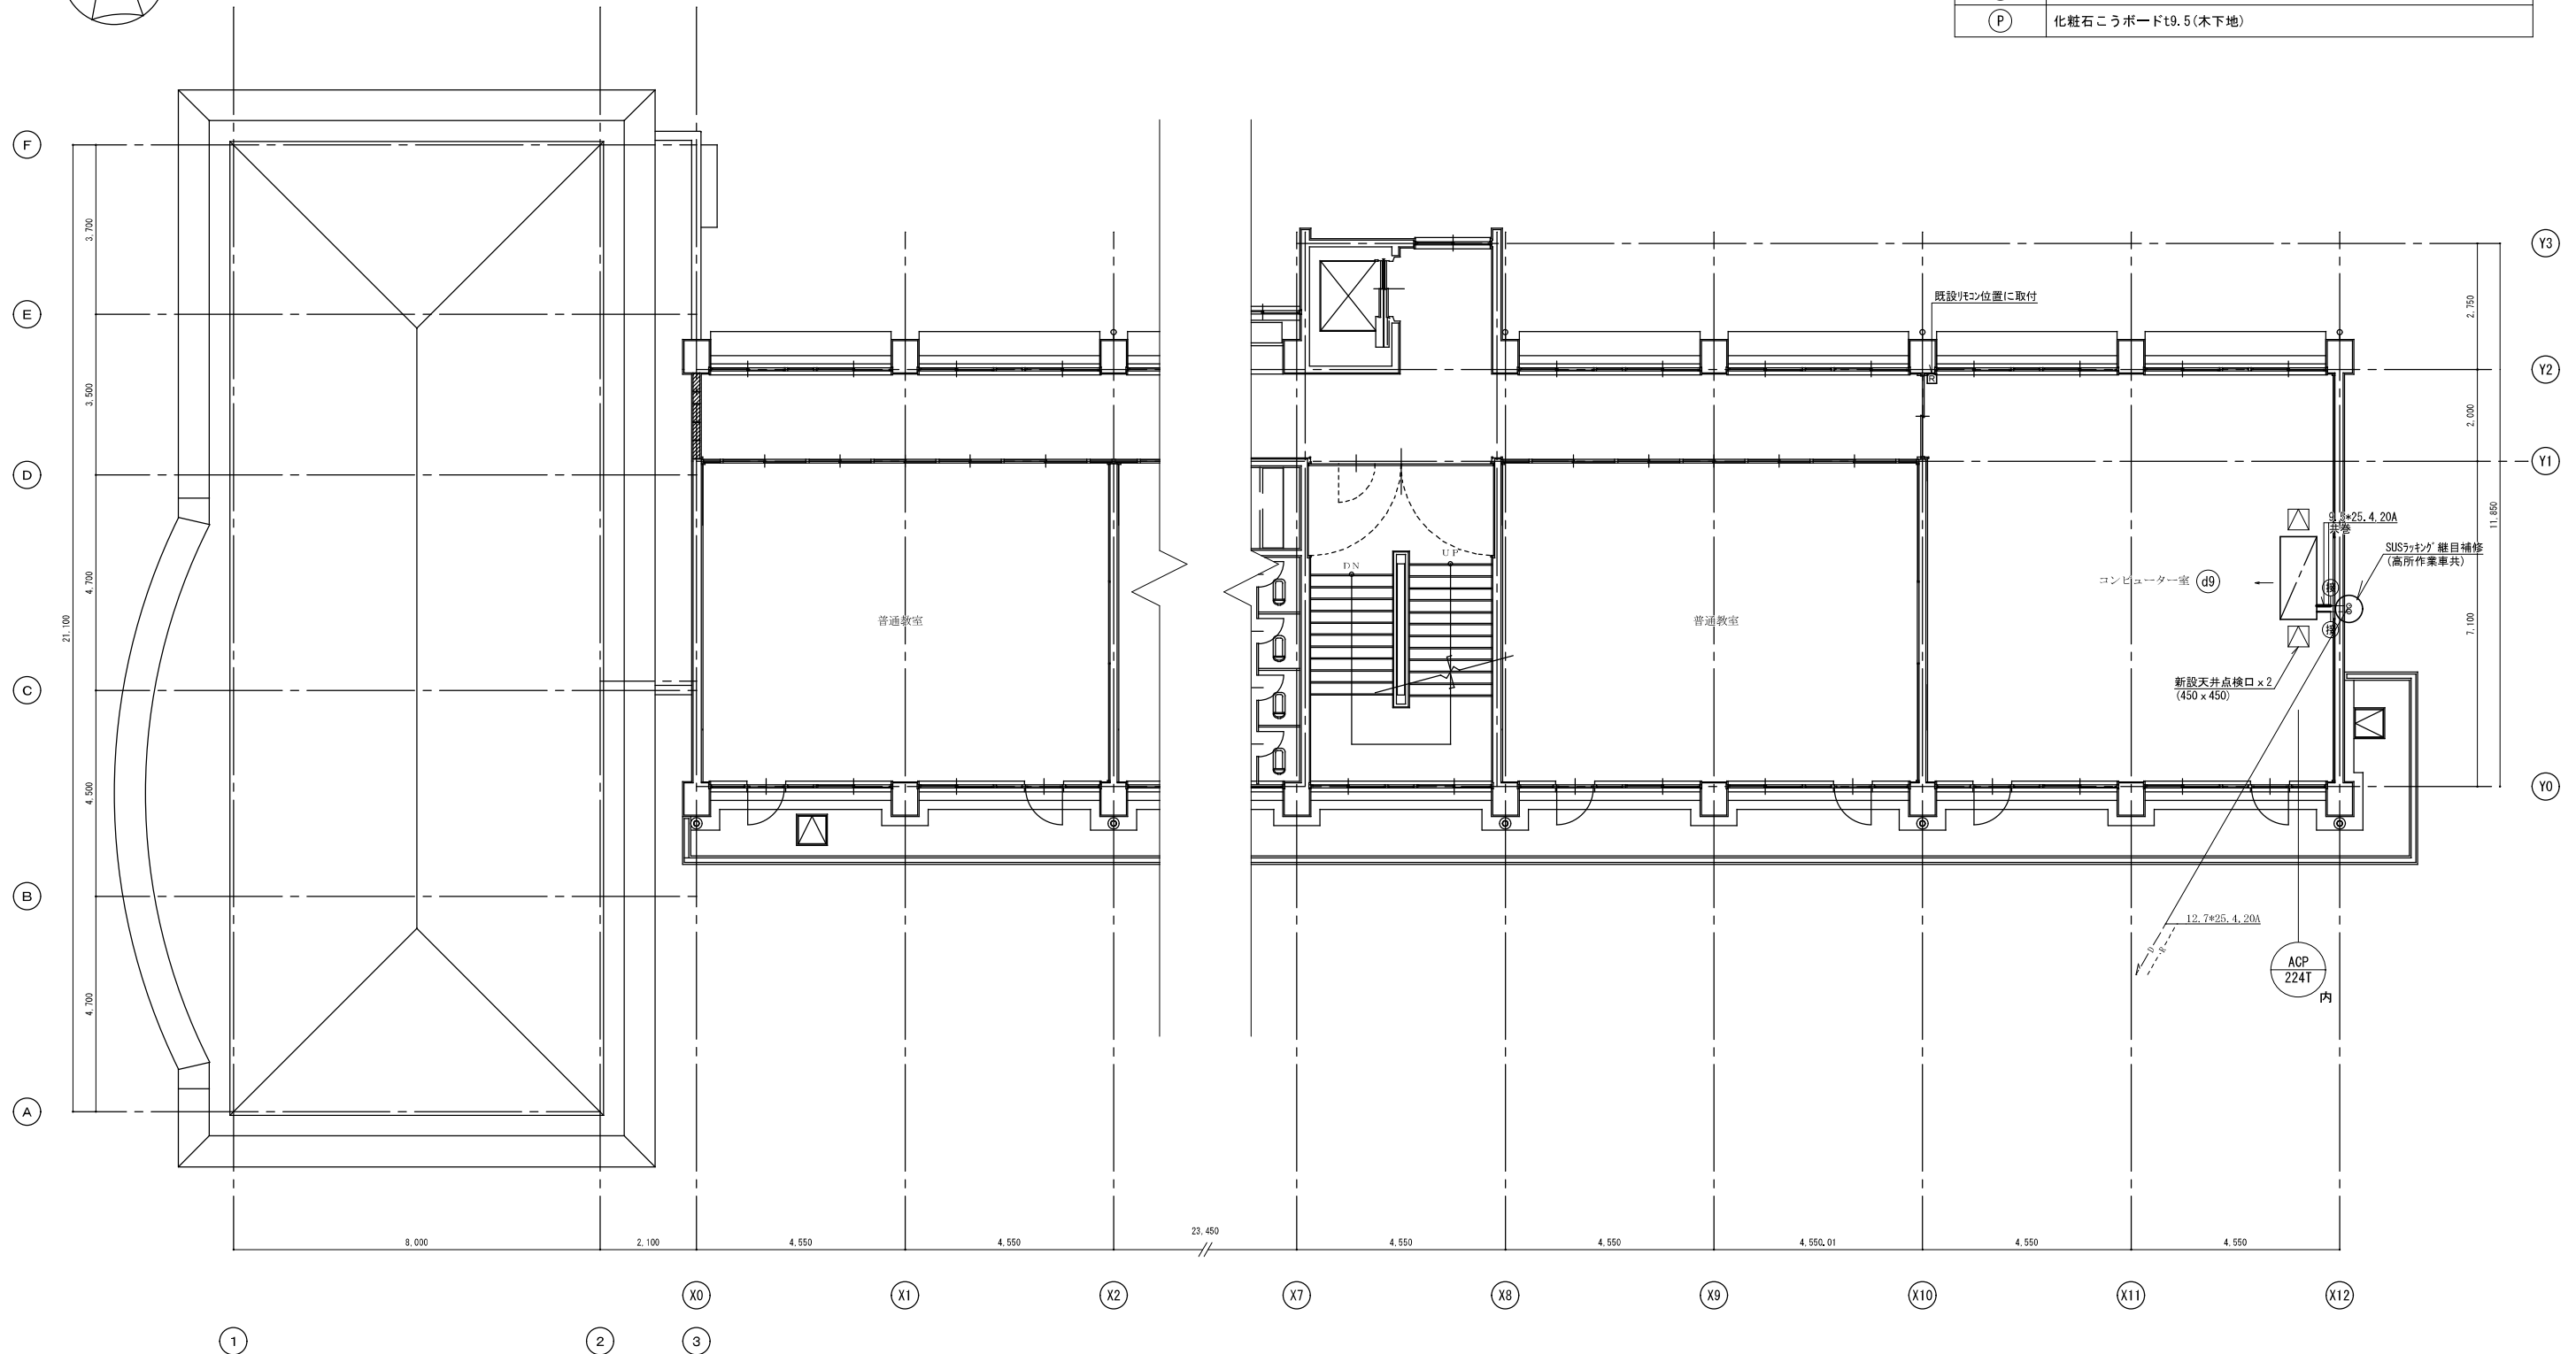 P 化粧石こうボードt9.5(木下地)
F
E
D
C
B
A
3,700
3,500
4,700
4,500
4,700
21,100
Y3
Y2
Y1
Y0
2,750
2,000
7,100
11,850
既設ﾘﾓｺﾝ位置に取付
R
9.5*25.4,20A
共巻
SUSﾗｯｷﾝｸﾞ継目補修
(高所作業車共)
コンピューター室 d9
新設天井点検口x2
(450x450)
普通教室
DN
UP
普通教室
12.7*25.4,20A
D
R
ACP
224T
内
23,450
8,000 2,100 4,550 4,550 4,550 4,550 4,550.01 4,550 4,550
X0 X1 X2 X7 X8 X9 X10 X11 X12
1 2 3